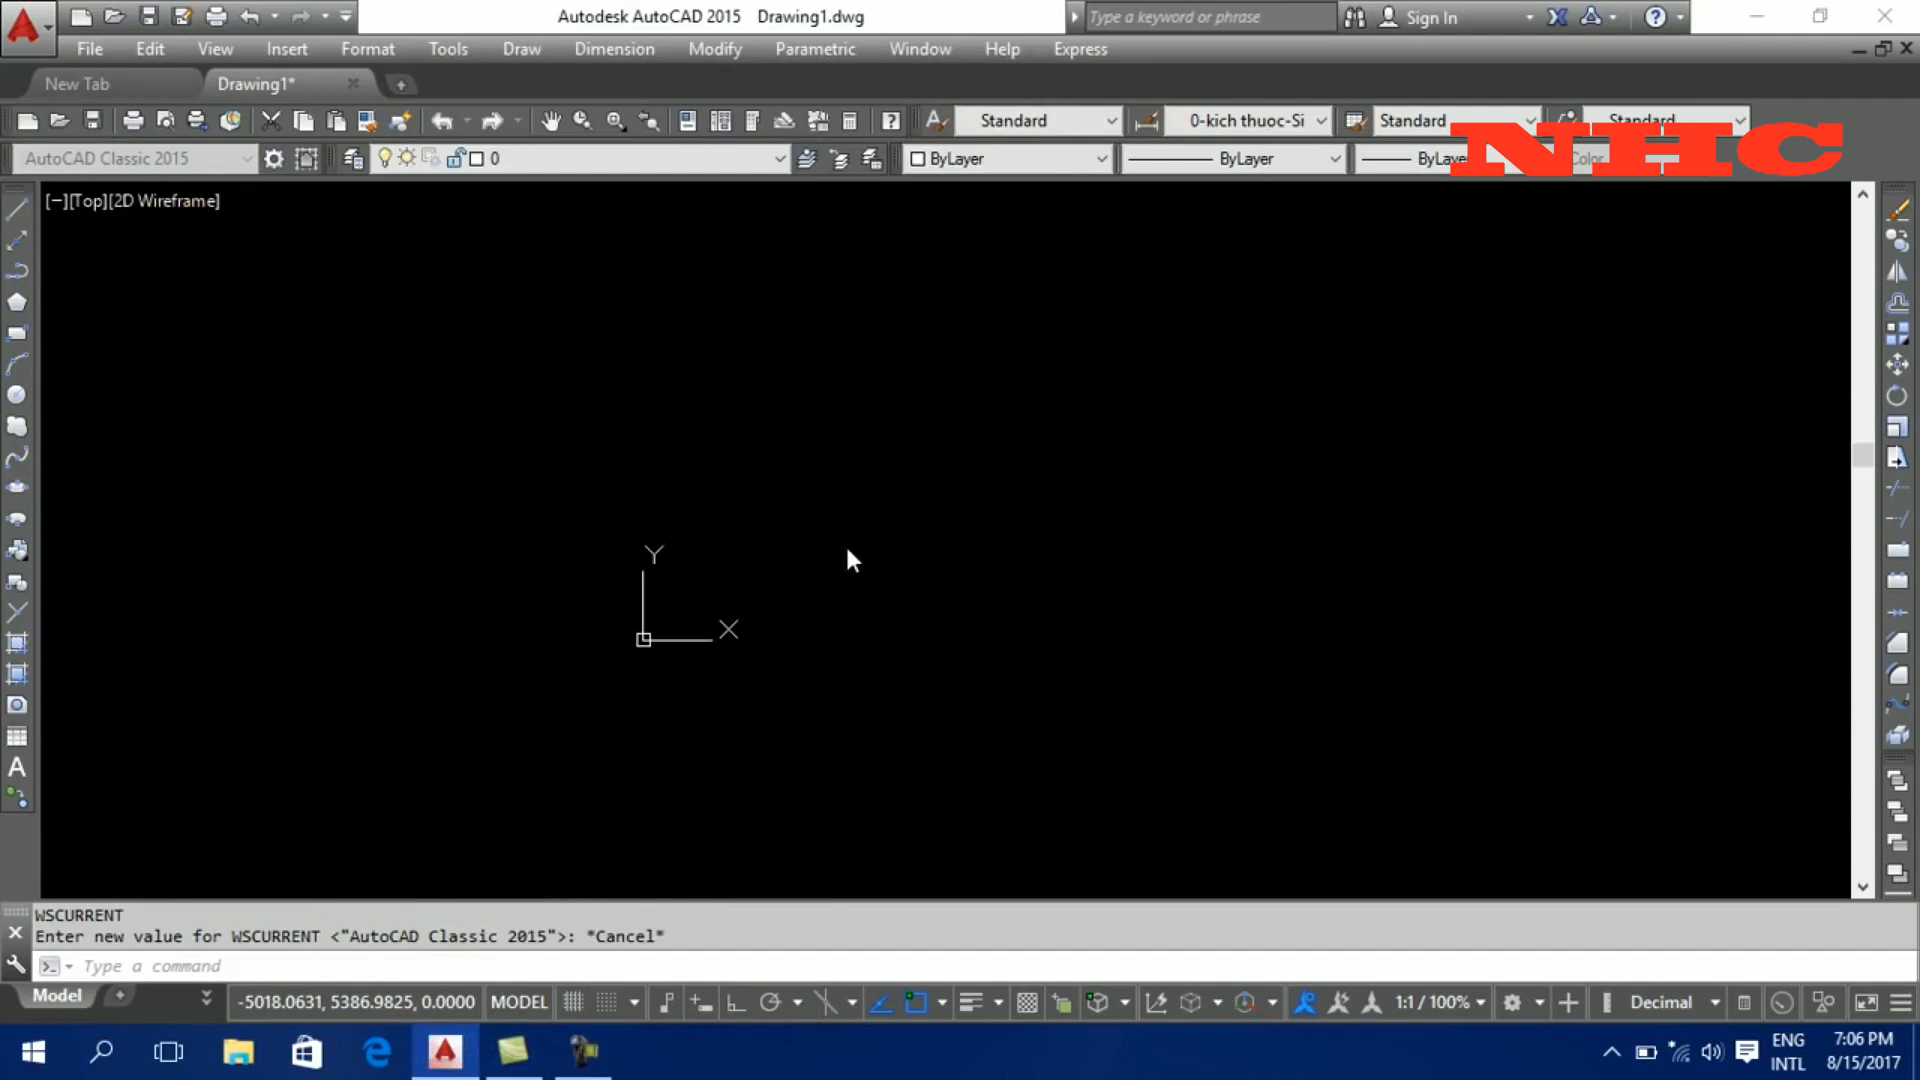 Autodesk AutoCAD 2015 Drawing1.dwg
Type a keyword or phrase
Sign In
File Edit View Insert Format Tools Draw Dimension Modify Parametric Window Help Express
New Tab
Drawing1*
Standard
0-kich thuoc-Si
Standard
Standard
AutoCAD Classic 2015
0
ByLayer
ByLayer
ByLayer
Color
NHC
[−][Top][2D Wireframe]
Y
X
A
WSCURRENT
Enter new value for WSCURRENT <"AutoCAD Classic 2015">: *Cancel*
Type a command
Model
-5018.0631, 5386.9825, 0.0000
MODEL
1:1 / 100%
Decimal
ENG
INTL
7:06 PM
8/15/2017